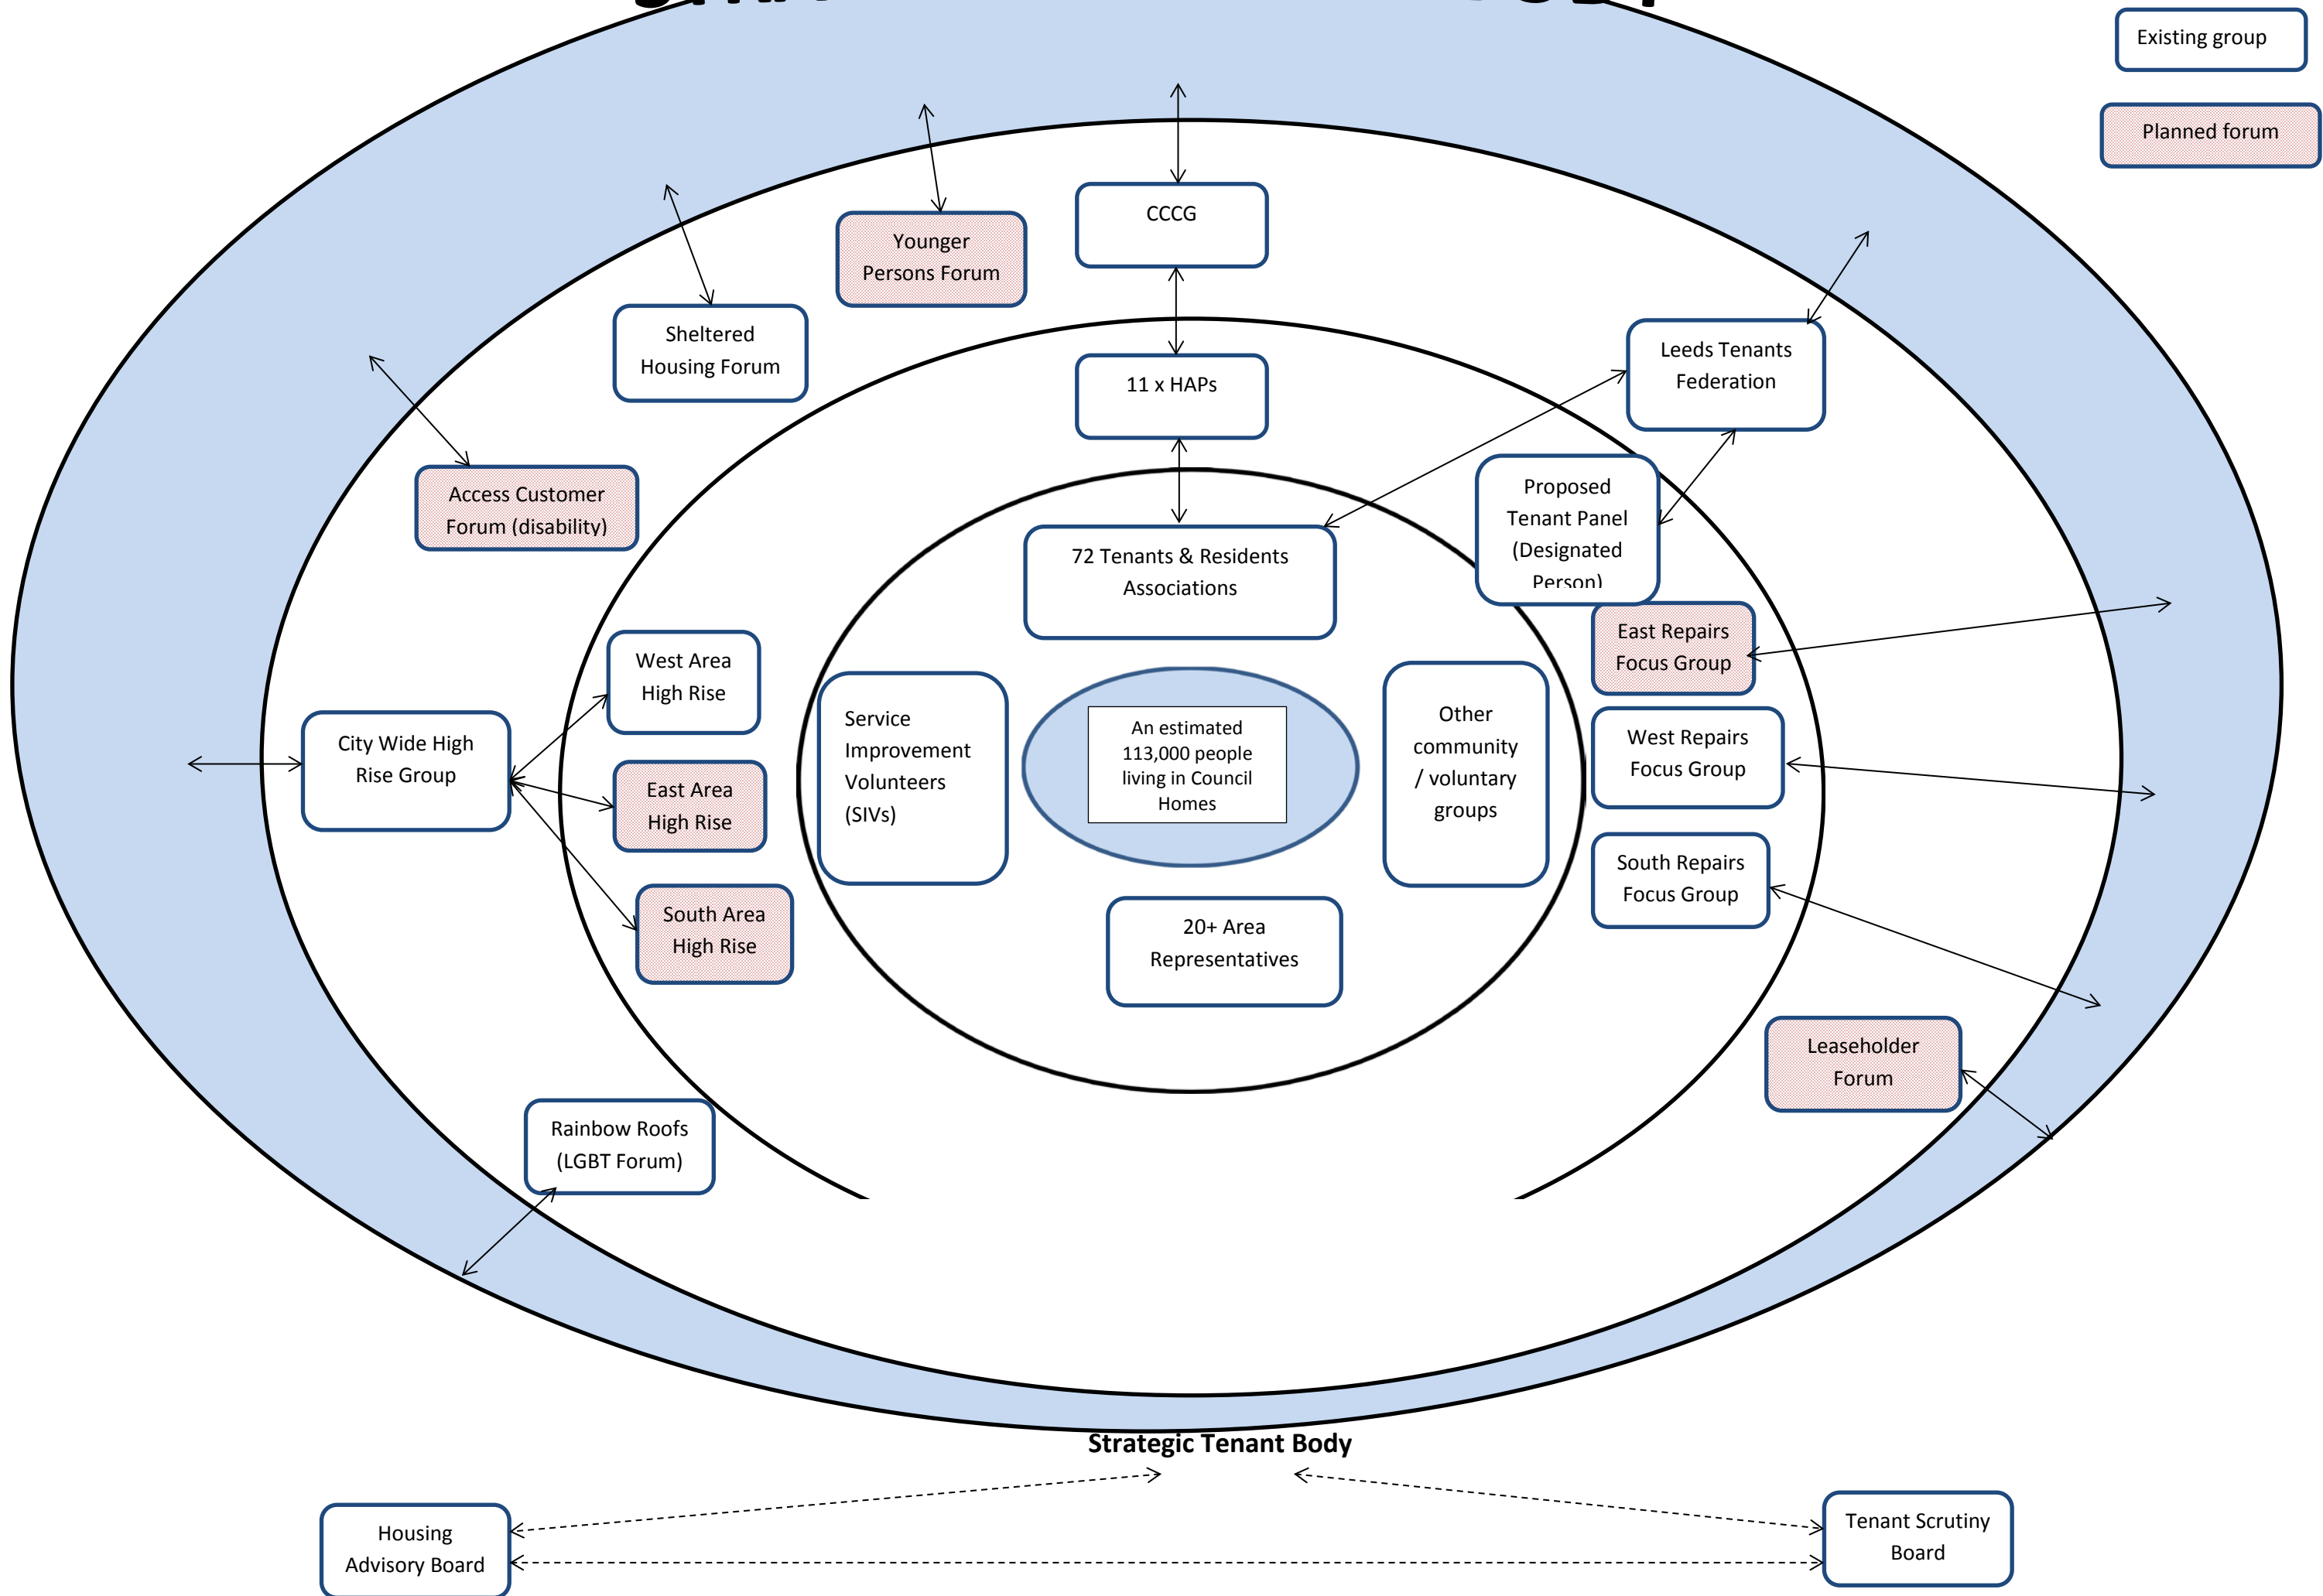 Existing group
Planned forum
CCCG
Younger
Persons Forum
Sheltered
Housing Forum
Leeds Tenants
Federation
11 x HAPs
Access Customer
Forum (disability)
Proposed
Tenant Panel
(Designated
Person)
72 Tenants & Residents
Associations
East Repairs
Focus Group
West Area
High Rise
City Wide High
Rise Group
East Area
High Rise
South Area
High Rise
Service
Improvement
Volunteers
(SIVs)
An estimated
113,000 people
living in Council
Homes
Other
community
/ voluntary
groups
West Repairs
Focus Group
South Repairs
Focus Group
20+ Area
Representatives
Leaseholder
Forum
Rainbow Roofs
(LGBT Forum)
Strategic Tenant Body
Housing
Advisory Board
Tenant Scrutiny
Board